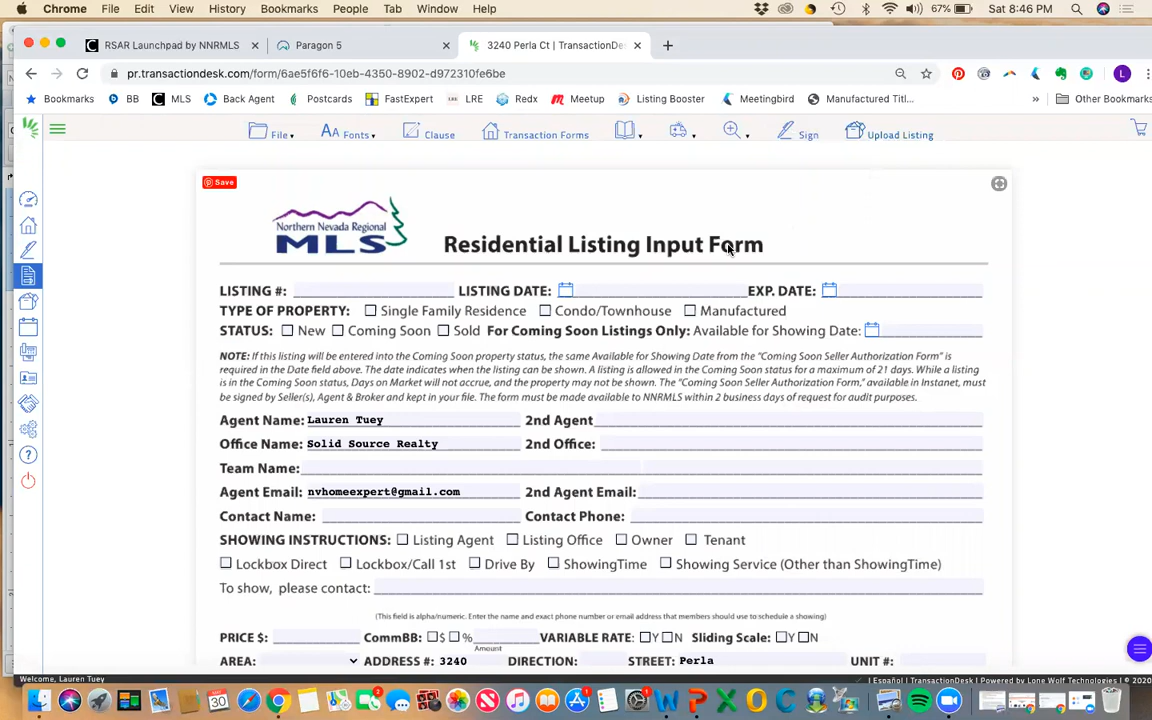 Chrome File Edit View History Bookmarks People Tab Window Help 67% Sat 8:46 PM
RSAR Launchpad by NNRMLS Paragon 5 3240 Perla Ct | TransactionDe
pr.transactiondesk.com/form/6ae5f6f6-10eb-4350-8902-d972310fe6be
Bookmarks BB MLS Back Agent Postcards FastExpert LRE Redx Meetup Listing Booster Meetingbird Manufactured Titl... » Other Bookmarks
File Fonts Clause Transaction Forms Sign Upload Listing
Save
Northern Nevada Regional
MLS
Residential Listing Input Form
LISTING #: LISTING DATE: EXP. DATE:
TYPE OF PROPERTY: Single Family Residence Condo/Townhouse Manufactured
STATUS: New Coming Soon Sold For Coming Soon Listings Only: Available for Showing Date:
NOTE: If this listing will be entered into the Coming Soon property status, the same Available for Showing Date from the "Coming Soon Seller Authorization Form" is
required in the Date field above. The date indicates when the listing can be shown. A listing is allowed in the Coming Soon status for a maximum of 21 days. While a listing
is in the Coming Soon status, Days on Market will not accrue, and the property may not be shown. The "Coming Soon Seller Authorization Form," available in Instanet, must
be signed by Seller(s), Agent & Broker and kept in your file. The form must be made available to NNRMLS within 2 business days of request for audit purposes.
Agent Name: Lauren Tuey 2nd Agent
Office Name: Solid Source Realty 2nd Office:
Team Name:
Agent Email: nvhomeexpert@gmail.com 2nd Agent Email:
Contact Name: Contact Phone:
SHOWING INSTRUCTIONS: Listing Agent Listing Office Owner Tenant
Lockbox Direct Lockbox/Call 1st Drive By ShowingTime Showing Service (Other than ShowingTime)
To show, please contact:
(This field is alpha/numeric. Enter the name and exact phone number or email address that members should use to schedule a showing)
PRICE $: CommBB: $ % VARIABLE RATE: Y N Sliding Scale: Y N
Amount
AREA: ADDRESS #: 3240 DIRECTION: STREET: Perla UNIT #:
Welcome, Lauren Tuey | Español | TransactionDesk | Powered by Lone Wolf Technologies | © 2020